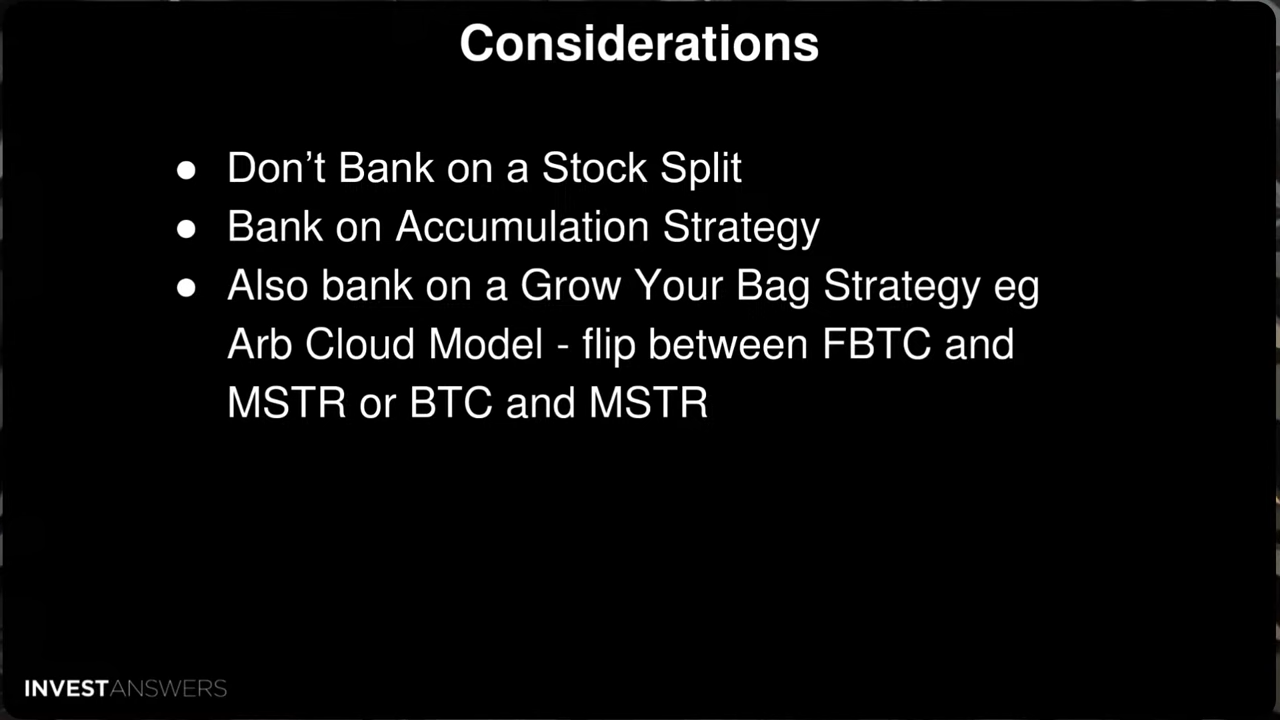 Considerations
● Don’t Bank on a Stock Split
● Bank on Accumulation Strategy
● Also bank on a Grow Your Bag Strategy eg
Arb Cloud Model - flip between FBTC and
MSTR or BTC and MSTR
INVESTANSWERS